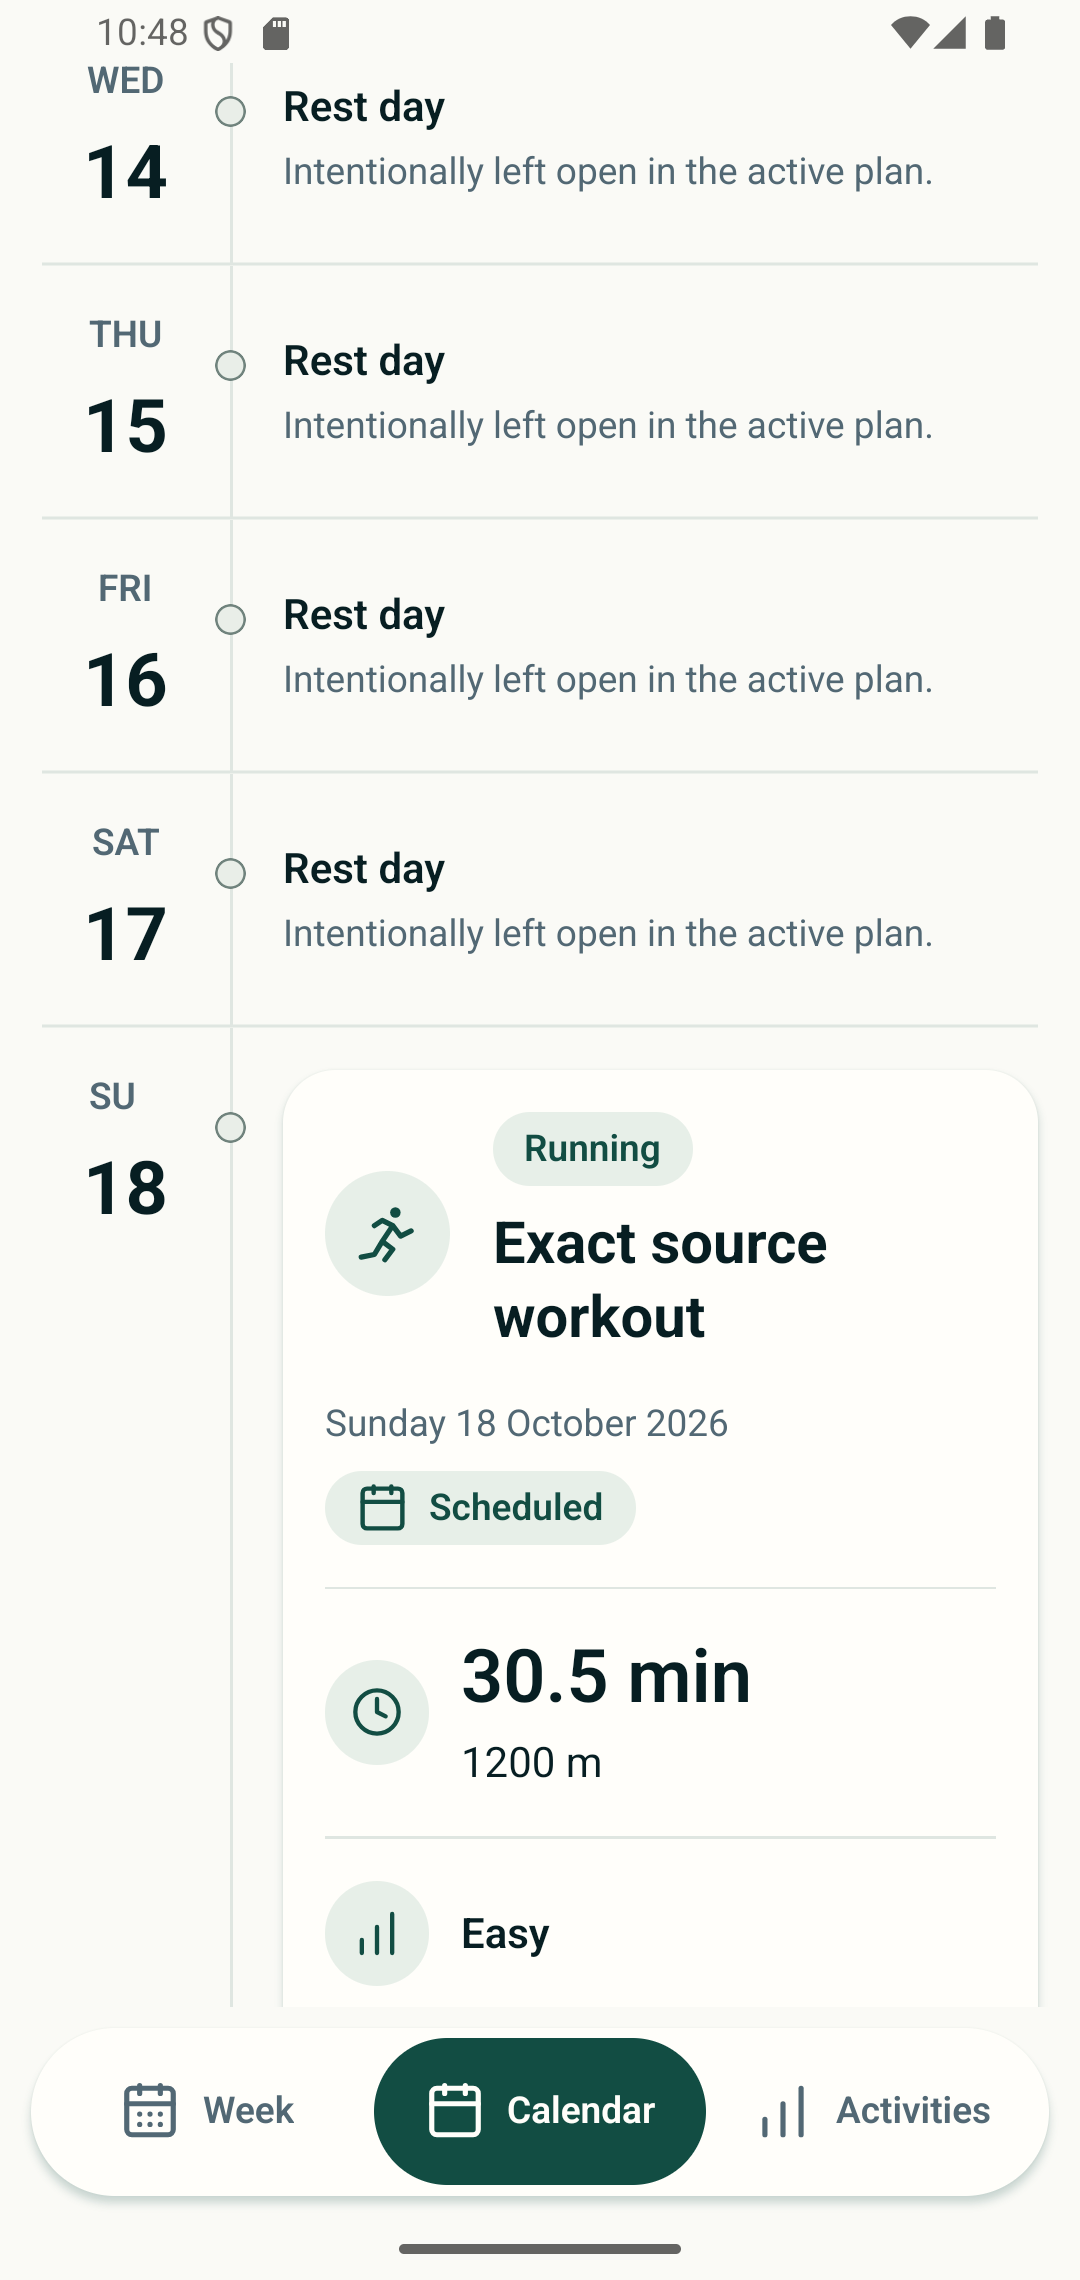 10:48
WED
14
Rest day
Intentionally left open in the active plan.
THU
15
Rest day
Intentionally left open in the active plan.
FRI
16
Rest day
Intentionally left open in the active plan.
SAT
17
Rest day
Intentionally left open in the active plan.
SU
18
Running
Exact source
workout
Sunday 18 October 2026
Scheduled
30.5 min
1200 m
Easy
Week
Calendar
Activities